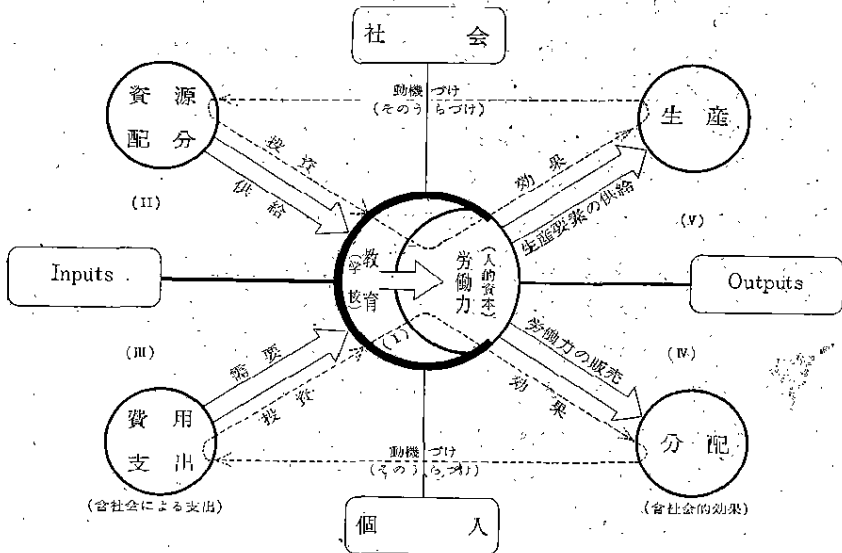 社会
動機づけ
(そのうらづけ)
資源
配分
生産
投資
供給
効果
生産要素の供給
(II)
(V)
Inputs
教育
(学校)
労働力
(人的資本)
Outputs
(I)
(III)
(IV)
需要
投資
労働力の販売
効果
費用
支出
分配
動機づけ
(そのうらづけ)
(含社会による支出)
(含社会的効果)
個人